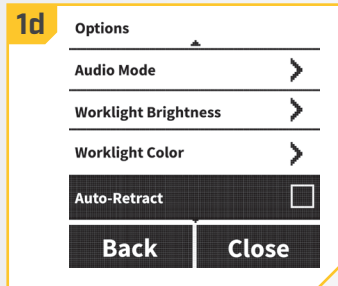 1d
Options
Audio Mode
Worklight Brightness
Worklight Color
Auto-Retract
Back Close